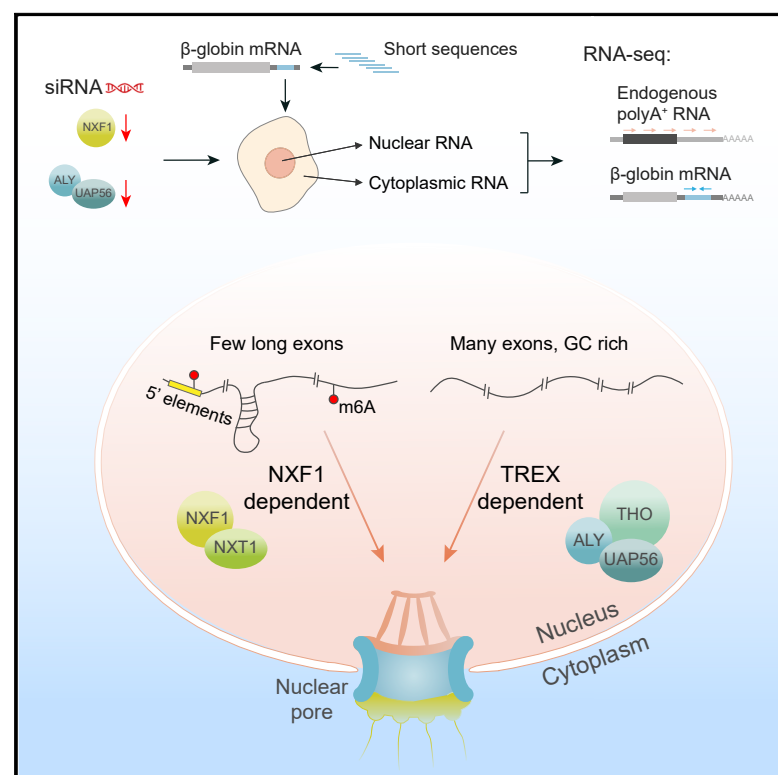 β-globin mRNA
Short sequences
RNA-seq:
siRNA
NXF1
ALY
UAP56
Nuclear RNA
Cytoplasmic RNA
Endogenous
polyA⁺ RNA
AAAAA
β-globin mRNA
AAAAA
Few long exons
Many exons, GC rich
5' elements
m6A
NXF1
dependent
TREX
dependent
NXF1
NXT1
THO
ALY
UAP56
Nucleus
Cytoplasm
Nuclear
pore